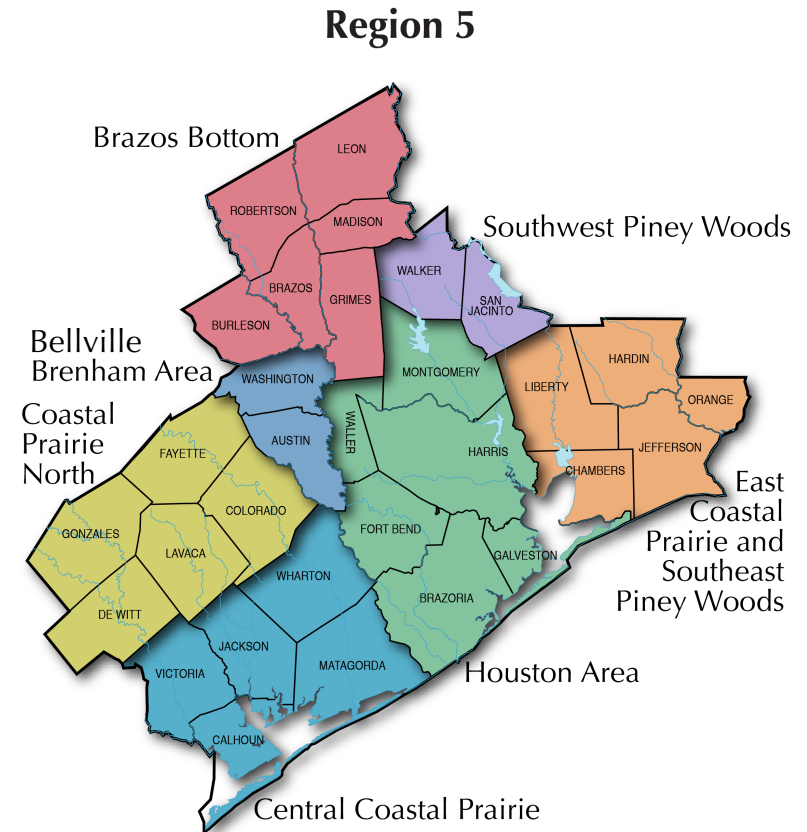 Region 5
Brazos Bottom
LEON
ROBERTSON
MADISON
Southwest Piney Woods
WALKER
BRAZOS
GRIMES
SAN
JACINTO
BURLESON
Bellville
Brenham Area
WASHINGTON
MONTGOMERY
HARDIN
LIBERTY
ORANGE
Coastal
Prairie
North
WALLER
AUSTIN
FAYETTE
HARRIS
JEFFERSON
CHAMBERS
East
Coastal
Prairie and
Southeast
Piney Woods
COLORADO
GONZALES
LAVACA
FORT BEND
GALVESTON
WHARTON
BRAZORIA
DE WITT
JACKSON
MATAGORDA
VICTORIA
Houston Area
CALHOUN
Central Coastal Prairie